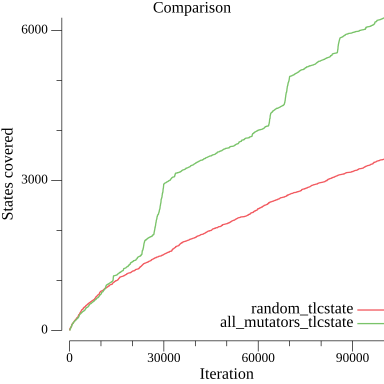 Comparison
States covered
6000
3000
0
random_tlcstate
all_mutators_tlcstate
0
30000
60000
90000
Iteration